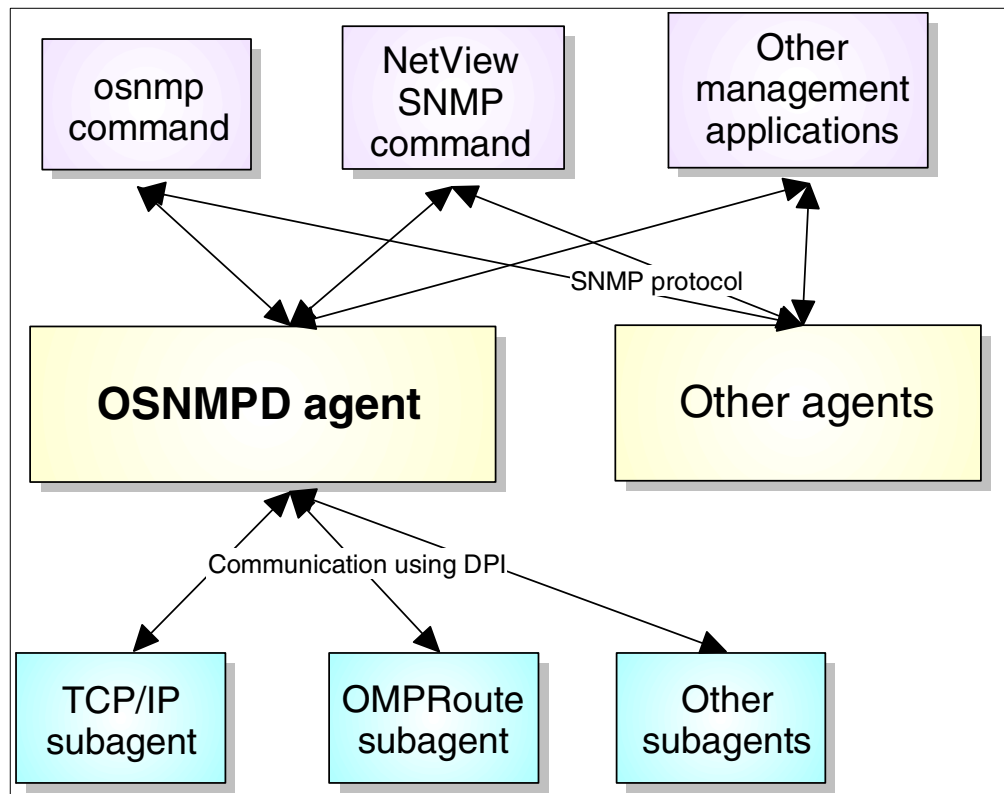 osnmp
command
NetView
SNMP
command
Other
management
applications
SNMP protocol
OSNMPD agent
Other agents
Communication using DPI
TCP/IP
subagent
OMPRoute
subagent
Other
subagents